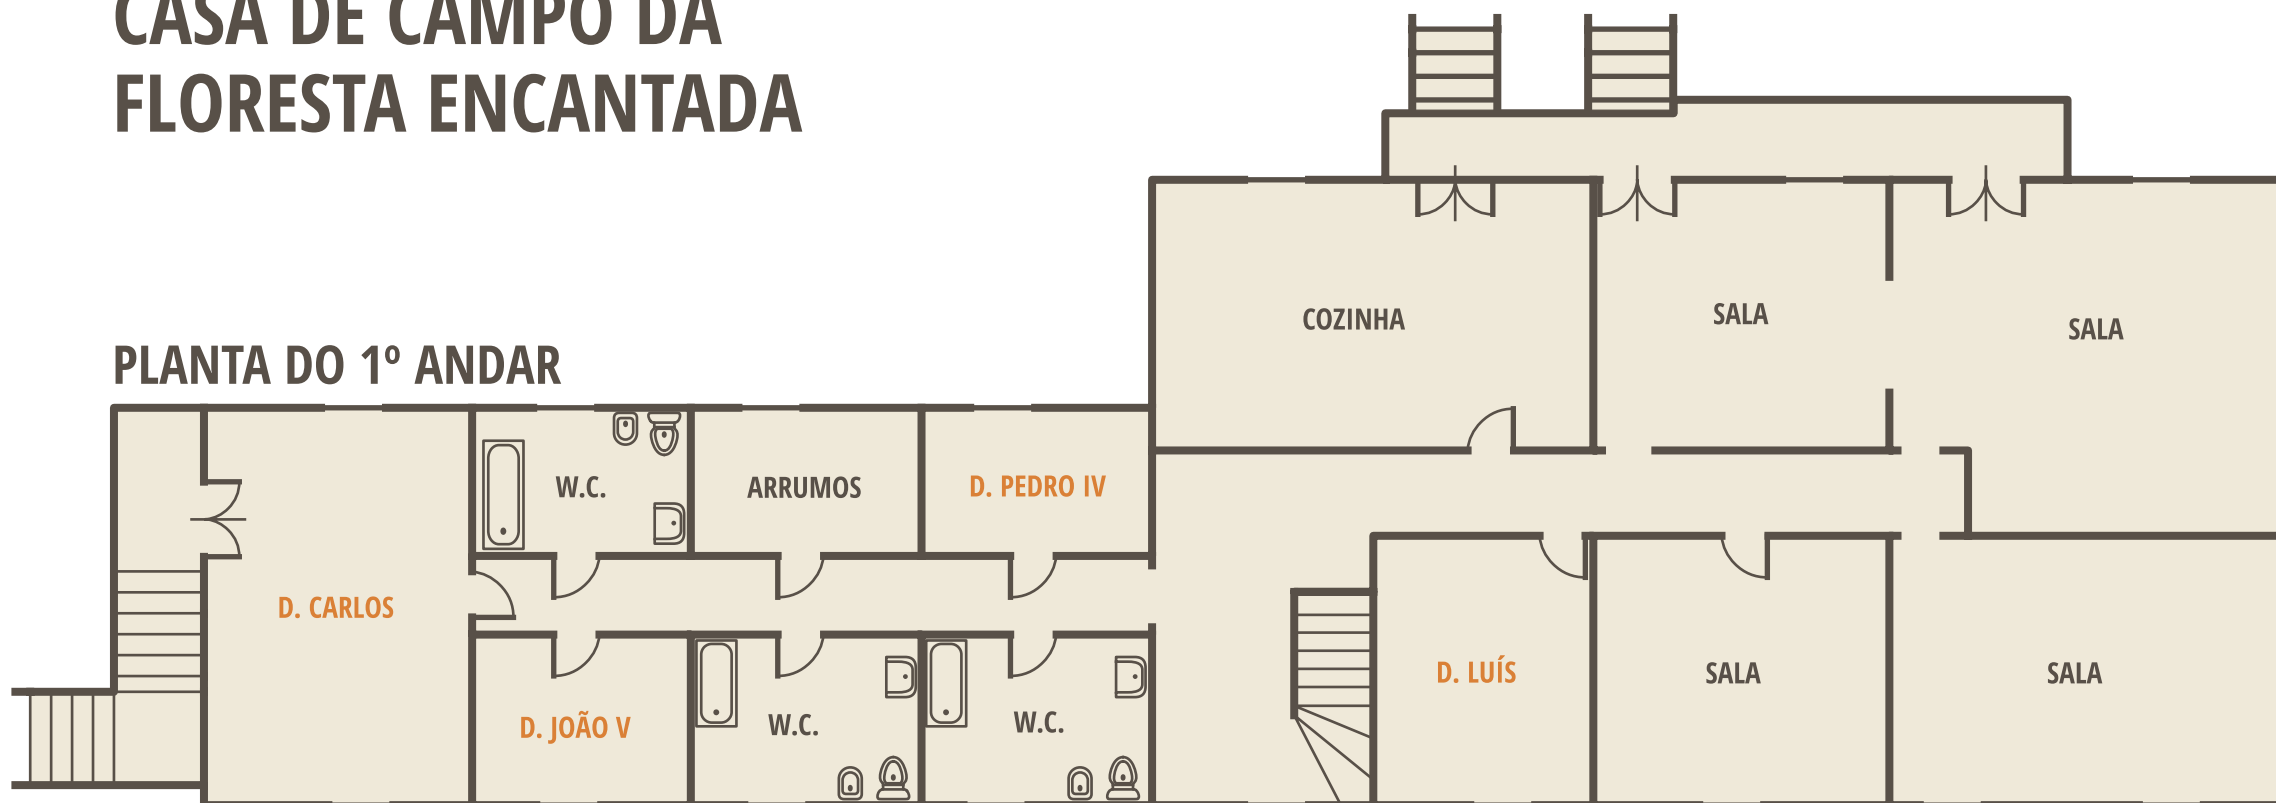 CASA DE CAMPO DA
FLORESTA ENCANTADA
PLANTA DO 1º ANDAR
COZINHA
SALA
SALA
W.C.
ARRUMOS
D. PEDRO IV
D. CARLOS
D. JOÃO V
W.C.
W.C.
D. LUÍS
SALA
SALA